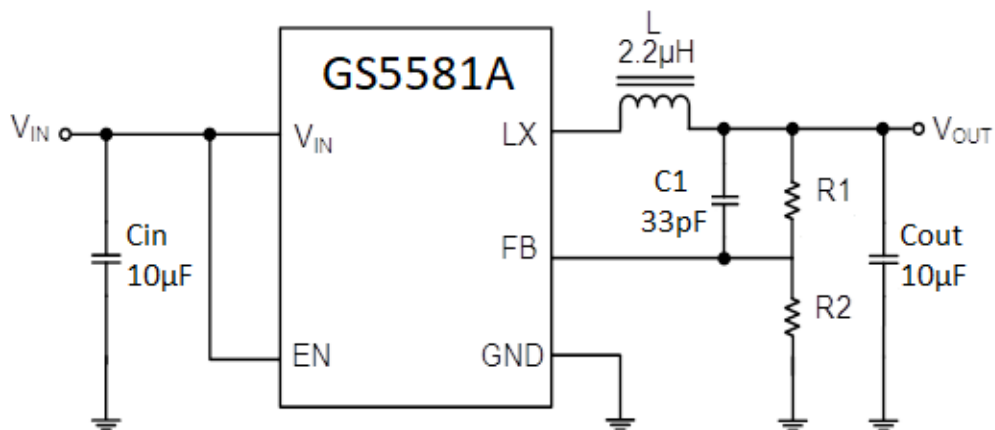 GS5581A
L
2.2µH
VIN
VIN
LX
VOUT
C1
33pF
R1
Cin
10µF
FB
Cout
10µF
R2
EN
GND